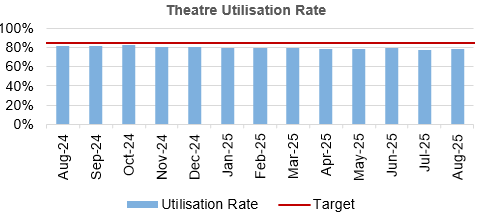 Theatre Utilisation Rate
100%
80%
60%
40%
20%
0%
Aug-24
Sep-24
Oct-24
Nov-24
Dec-24
Jan-25
Feb-25
Mar-25
Apr-25
May-25
Jun-25
Jul-25
Aug-25
Utilisation Rate
Target